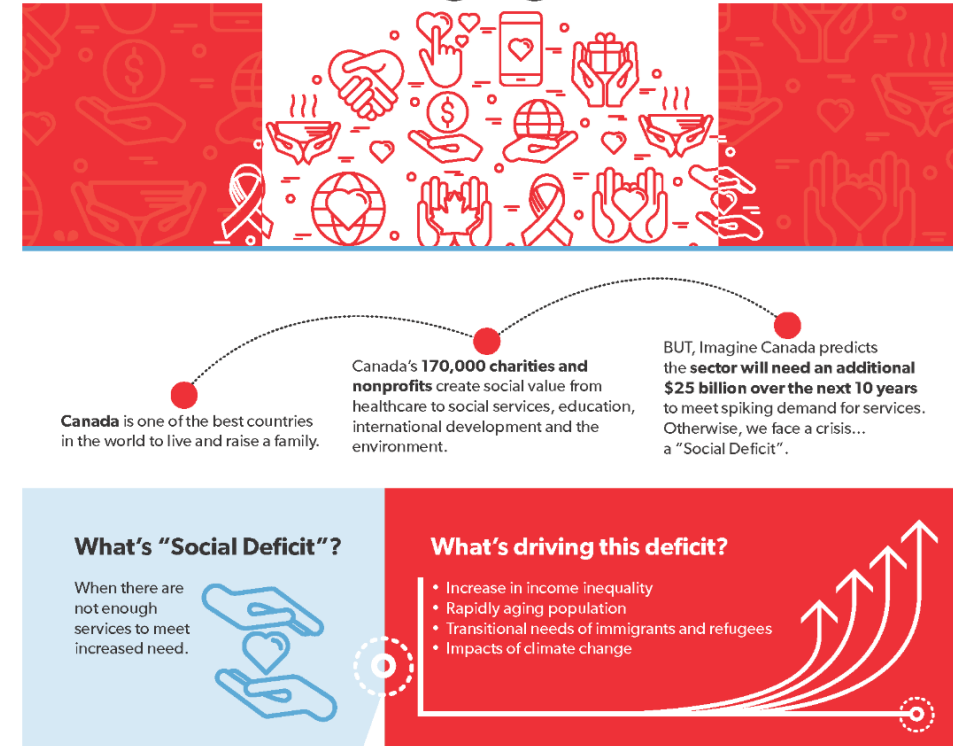 Canada is one of the best countries
in the world to live and raise a family.
Canada's 170,000 charities and
nonprofits create social value from
healthcare to social services, education,
international development and the
environment.
BUT, Imagine Canada predicts
the sector will need an additional
$25 billion over the next 10 years
to meet spiking demand for services.
Otherwise, we face a crisis...
a “Social Deficit”.
What's “Social Deficit”?
When there are
not enough
services to meet
increased need.
What's driving this deficit?
• Increase in income inequality
• Rapidly aging population
• Transitional needs of immigrants and refugees
• Impacts of climate change